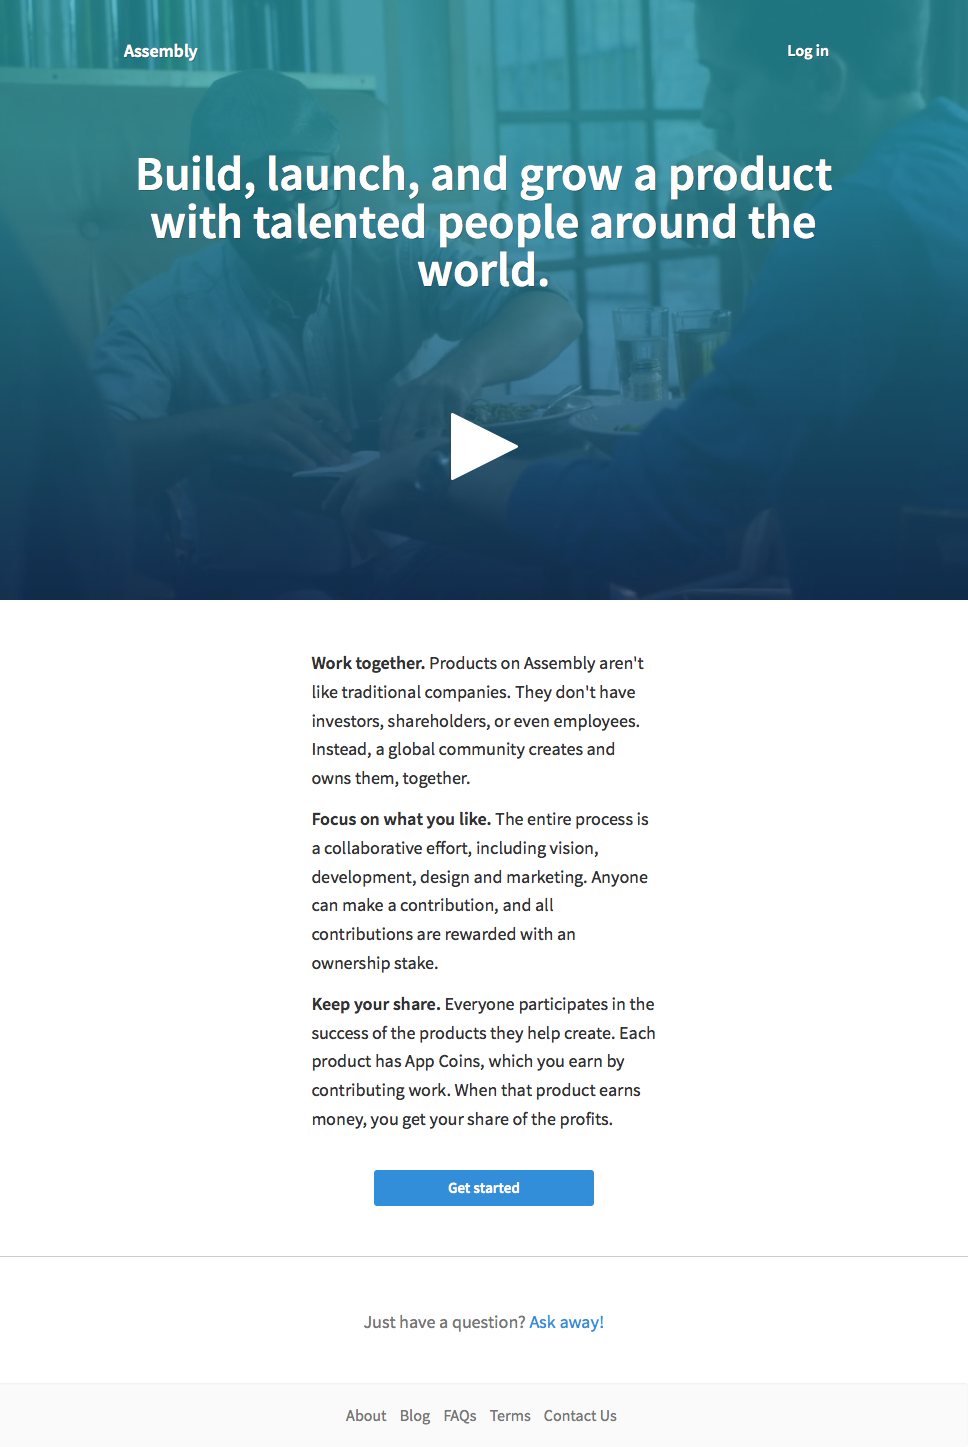 Assembly
Log in
Build, launch, and grow a product
with talented people around the
world.
Work together. Products on Assembly aren't
like traditional companies. They don't have
investors, shareholders, or even employees.
Instead, a global community creates and
owns them, together.
Focus on what you like. The entire process is
a collaborative effort, including vision,
development, design and marketing. Anyone
can make a contribution, and all
contributions are rewarded with an
ownership stake.
Keep your share. Everyone participates in the
success of the products they help create. Each
product has App Coins, which you earn by
contributing work. When that product earns
money, you get your share of the profits.
Get started
Just have a question? Ask away!
About Blog FAQs Terms Contact Us